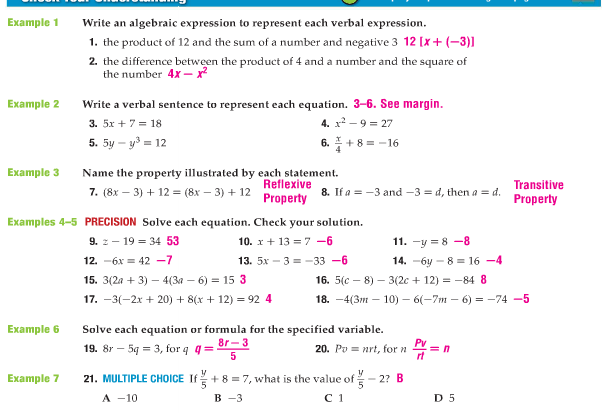 Example 1 Write an algebraic expression to represent each verbal expression.
1. the product of 12 and the sum of a number and negative 3 12 [x + (−3)]
2. the difference between the product of 4 and a number and the square of
the number 4x − x²
Example 2 Write a verbal sentence to represent each equation. 3–6. See margin.
3. 5x + 7 = 18 4. x² − 9 = 27
5. 5y − y³ = 12 6. x/4 + 8 = −16
Example 3 Name the property illustrated by each statement.
7. (8x − 3) + 12 = (8x − 3) + 12 Reflexive Property 8. If a = −3 and −3 = d, then a = d. Transitive Property
Examples 4–5 PRECISION Solve each equation. Check your solution.
9. z − 19 = 34 53 10. x + 13 = 7 −6 11. −y = 8 −8
12. −6x = 42 −7 13. 5x − 3 = −33 −6 14. −6y − 8 = 16 −4
15. 3(2a + 3) − 4(3a − 6) = 15 3 16. 5(c − 8) − 3(2c + 12) = −84 8
17. −3(−2x + 20) + 8(x + 12) = 92 4 18. −4(3m − 10) − 6(−7m − 6) = −74 −5
Example 6 Solve each equation or formula for the specified variable.
19. 8r − 5q = 3, for q q = 8r − 3/5 20. Pv = nrt, for n Pv/rt = n
Example 7 21. MULTIPLE CHOICE If y/5 + 8 = 7, what is the value of y/5 − 2? B
A −10 B −3 C 1 D 5